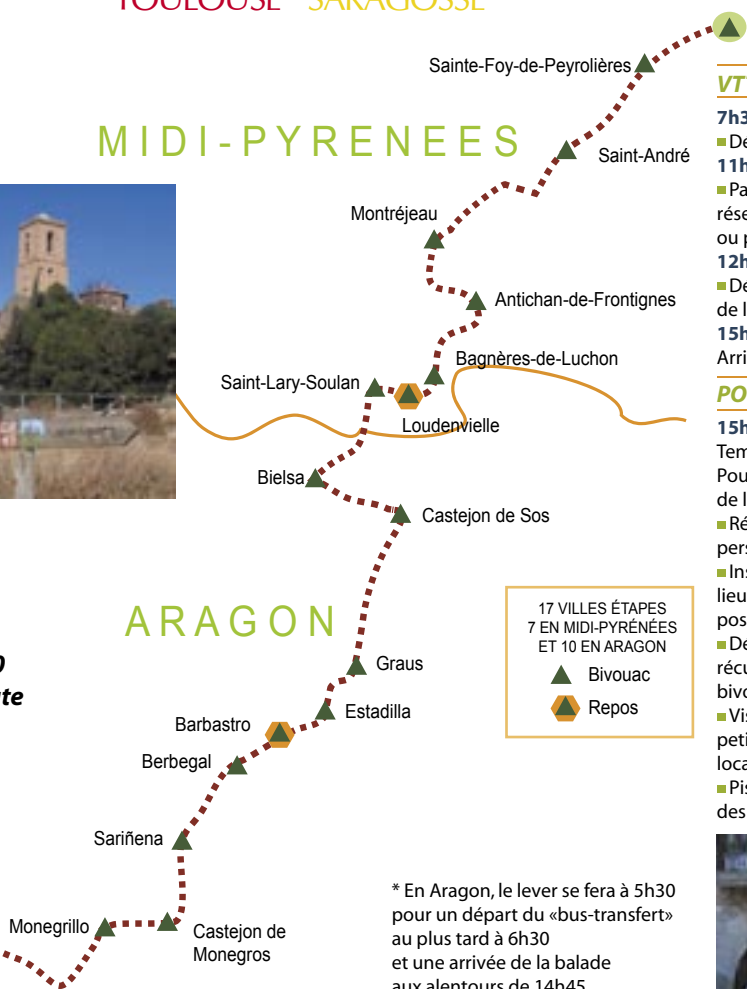 TOULOUSE SARAGOSSE
Sainte-Foy-de-Peyrolières
MIDI-PYRENEES
Saint-André
Montréjeau
Antichan-de-Frontignes
Bagnères-de-Luchon
Saint-Lary-Soulan
Loudenvielle
Bielsa
Castejon de Sos
ARAGON
17 VILLES ÉTAPES
7 EN MIDI-PYRÉNÉES
ET 10 EN ARAGON
Bivouac
Repos
Graus
Estadilla
Barbastro
Berbegal
Sariñena
Monegrillo
Castejon de
Monegros
* En Aragon, le lever se fera à 5h30
pour un départ du «bus-transfert»
au plus tard à 6h30
et une arrivée de la balade
aux alentours de 14h45
VT
7h3
De
11h
Pa
rése
ou p
12h
De
de l
15h
Arri
PO
15h
Tem
Pou
de l
Ré
pers
Ins
lieu
pos
De
récu
bivo
Vis
peti
loca
Pis
des